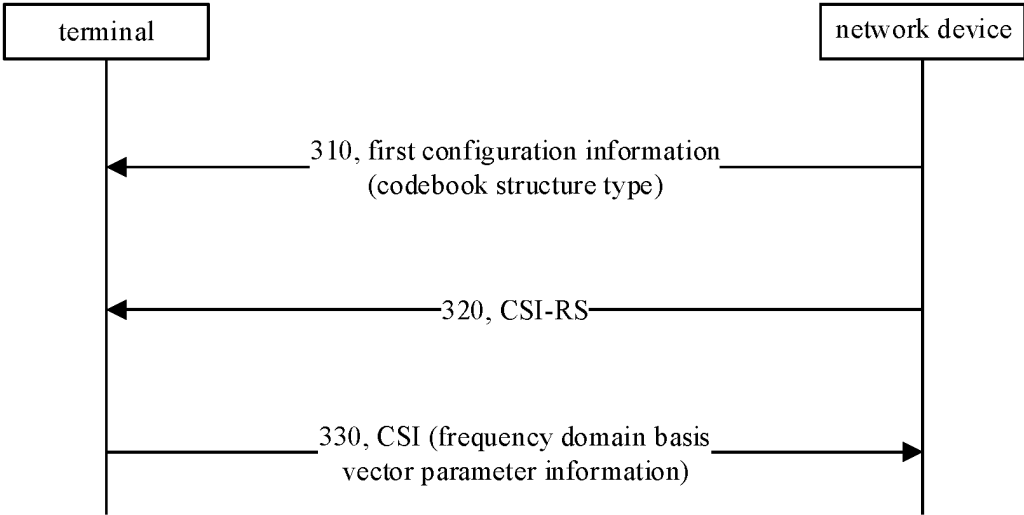 terminal
network device
310, first configuration information
(codebook structure type)
320, CSI-RS
330, CSI (frequency domain basis
vector parameter information)